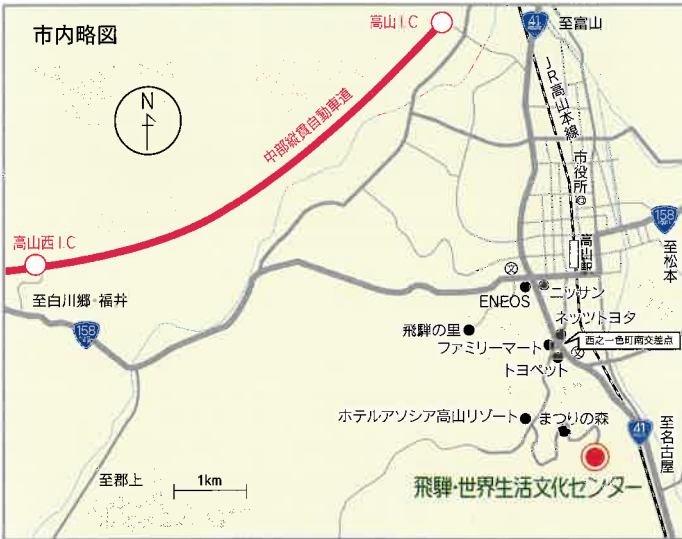 市内略図
高山I.C
41
至富山
JR高山本線
N
中部縦貫自動車道
市役所
158
至松本
高山駅
高山西I.C
至白川郷・福井
158
文
ENEOS
ニッサン
ネッツトヨタ
飛騨の里
ファミリーマート
西之一色町南交差点
文
トヨペット
ホテルアソシア高山リゾート
まつりの森
41
至名古屋
至郡上
1km
飛騨・世界生活文化センター